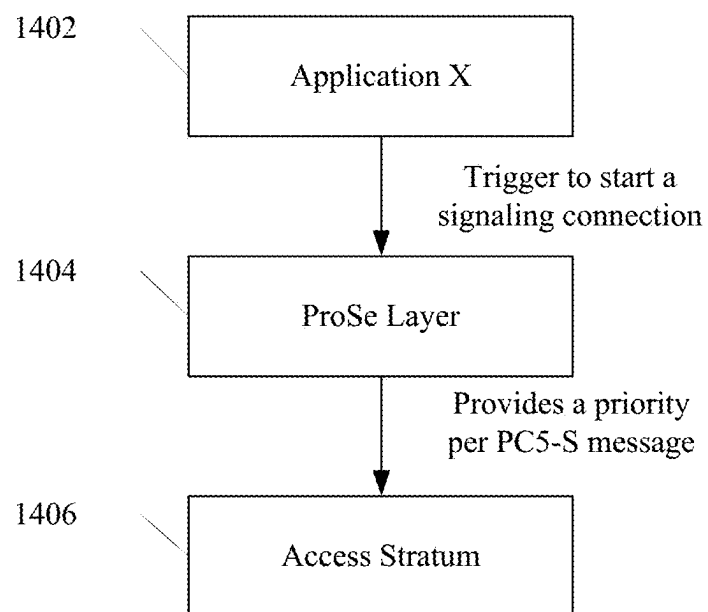 1402
Application X
Trigger to start a
signaling connection
1404
ProSe Layer
Provides a priority
per PC5-S message
1406
Access Stratum